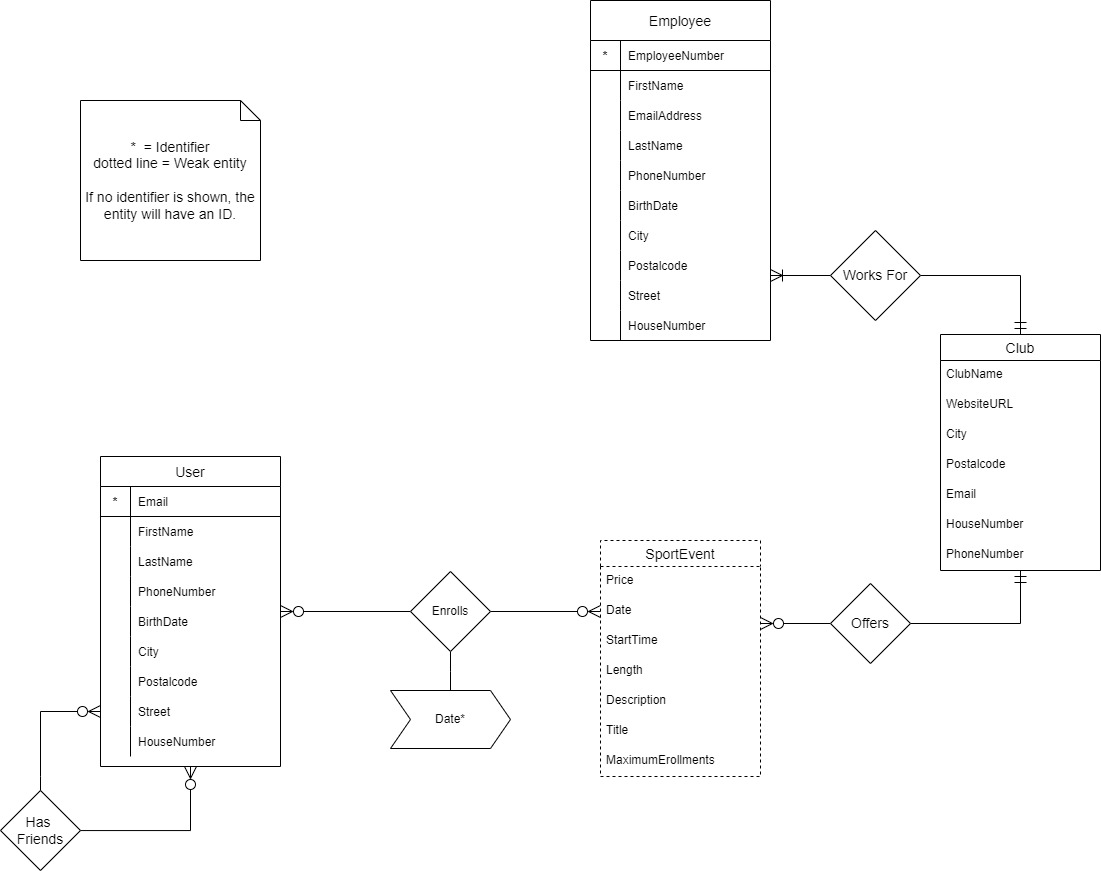 Employee
* EmployeeNumber
FirstName
EmailAddress
LastName
PhoneNumber
BirthDate
City
Postalcode
Street
HouseNumber
* = Identifier
dotted line = Weak entity
If no identifier is shown, the
entity will have an ID.
Works For
Club
ClubName
WebsiteURL
City
Postalcode
Email
HouseNumber
PhoneNumber
User
* Email
FirstName
LastName
PhoneNumber
BirthDate
City
Postalcode
Street
HouseNumber
Enrolls
Date*
SportEvent
Price
Date
StartTime
Length
Description
Title
MaximumErollments
Offers
Has
Friends